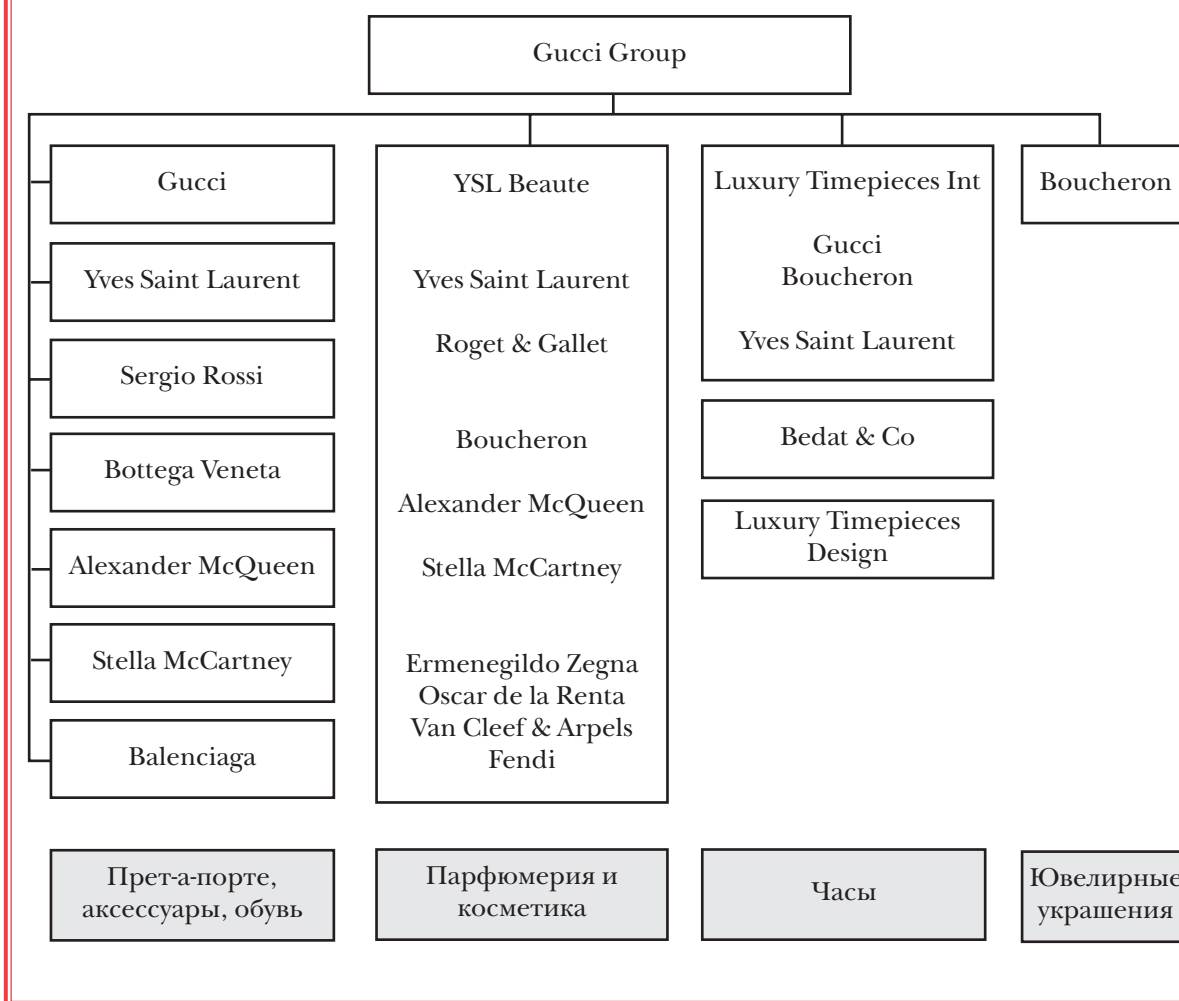 Gucci Group
Gucci
Yves Saint Laurent
Sergio Rossi
Bottega Veneta
Alexander McQueen
Stella McCartney
Balenciaga
YSL Beaute
Yves Saint Laurent
Roget & Gallet
Boucheron
Alexander McQueen
Stella McCartney
Ermenegildo Zegna
Oscar de la Renta
Van Cleef & Arpels
Fendi
Luxury Timepieces Int
Gucci
Boucheron
Yves Saint Laurent
Bedat & Co
Luxury Timepieces
Design
Boucheron
Прет-а-порте,
аксессуары, обувь
Парфюмерия и
косметика
Часы
Ювелирные
украшения